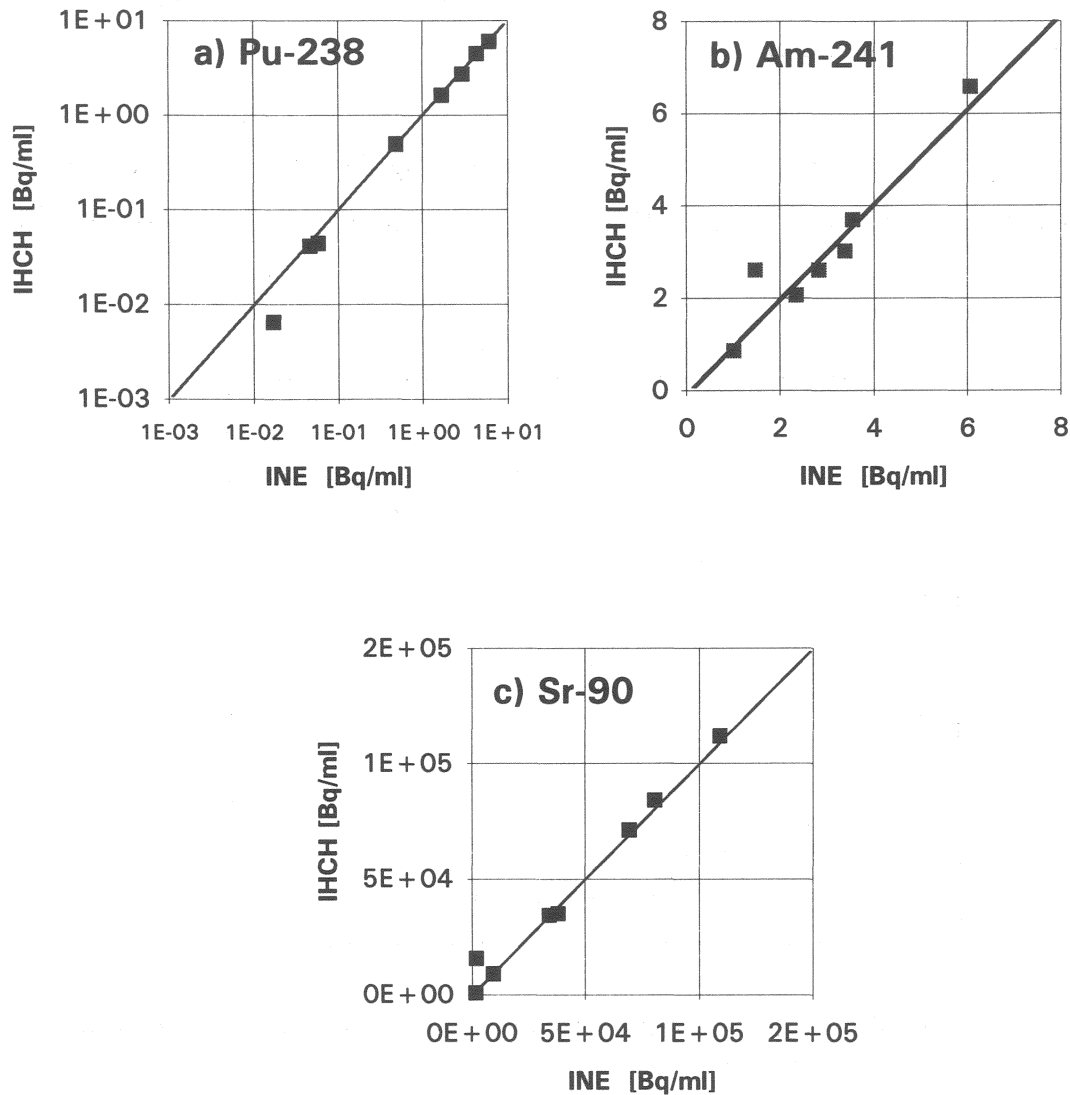 a) Pu-238
1E+01
1E+00
1E-01
1E-02
1E-03
IHCH [Bq/ml]
1E-03 1E-02 1E-01 1E+00 1E+01
INE [Bq/ml]
b) Am-241
8
6
4
2
0
IHCH [Bq/ml]
0 2 4 6 8
INE [Bq/ml]
c) Sr-90
2E+05
1E+05
5E+04
0E+00
IHCH [Bq/ml]
0E+00 5E+04 1E+05 2E+05
INE [Bq/ml]